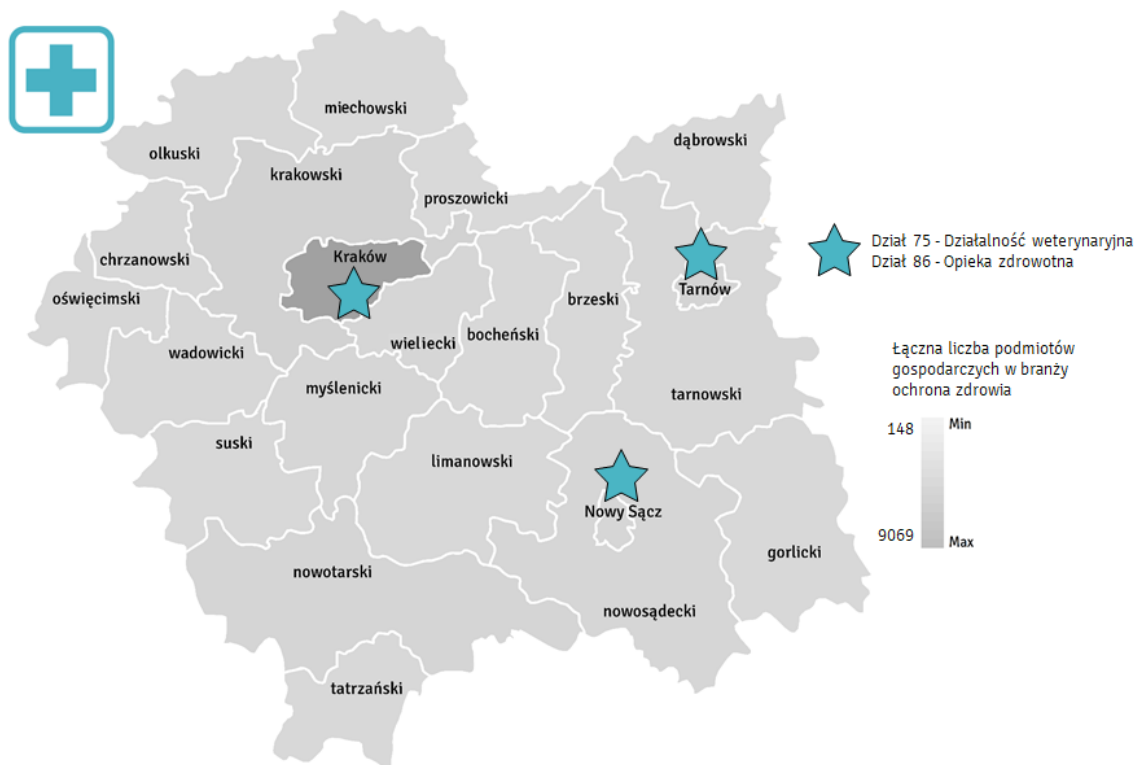 miechowski
dąbrowski
olkuski
krakowski
proszowicki
Dział 75 - Działalność weterynaryjna
Dział 86 - Opieka zdrowotna
chrzanowski
Kraków
Tarnów
oświęcimski
brzeski
bocheński
wieliecki
wadowicki
Łączna liczba podmiotów
gospodarczych w branży
ochrona zdrowia
myślenicki
tarnowski
148 Min
suski
limanowski
Nowy Sącz
9069 Max
gorlicki
nowotarski
nowosądecki
tatrzański